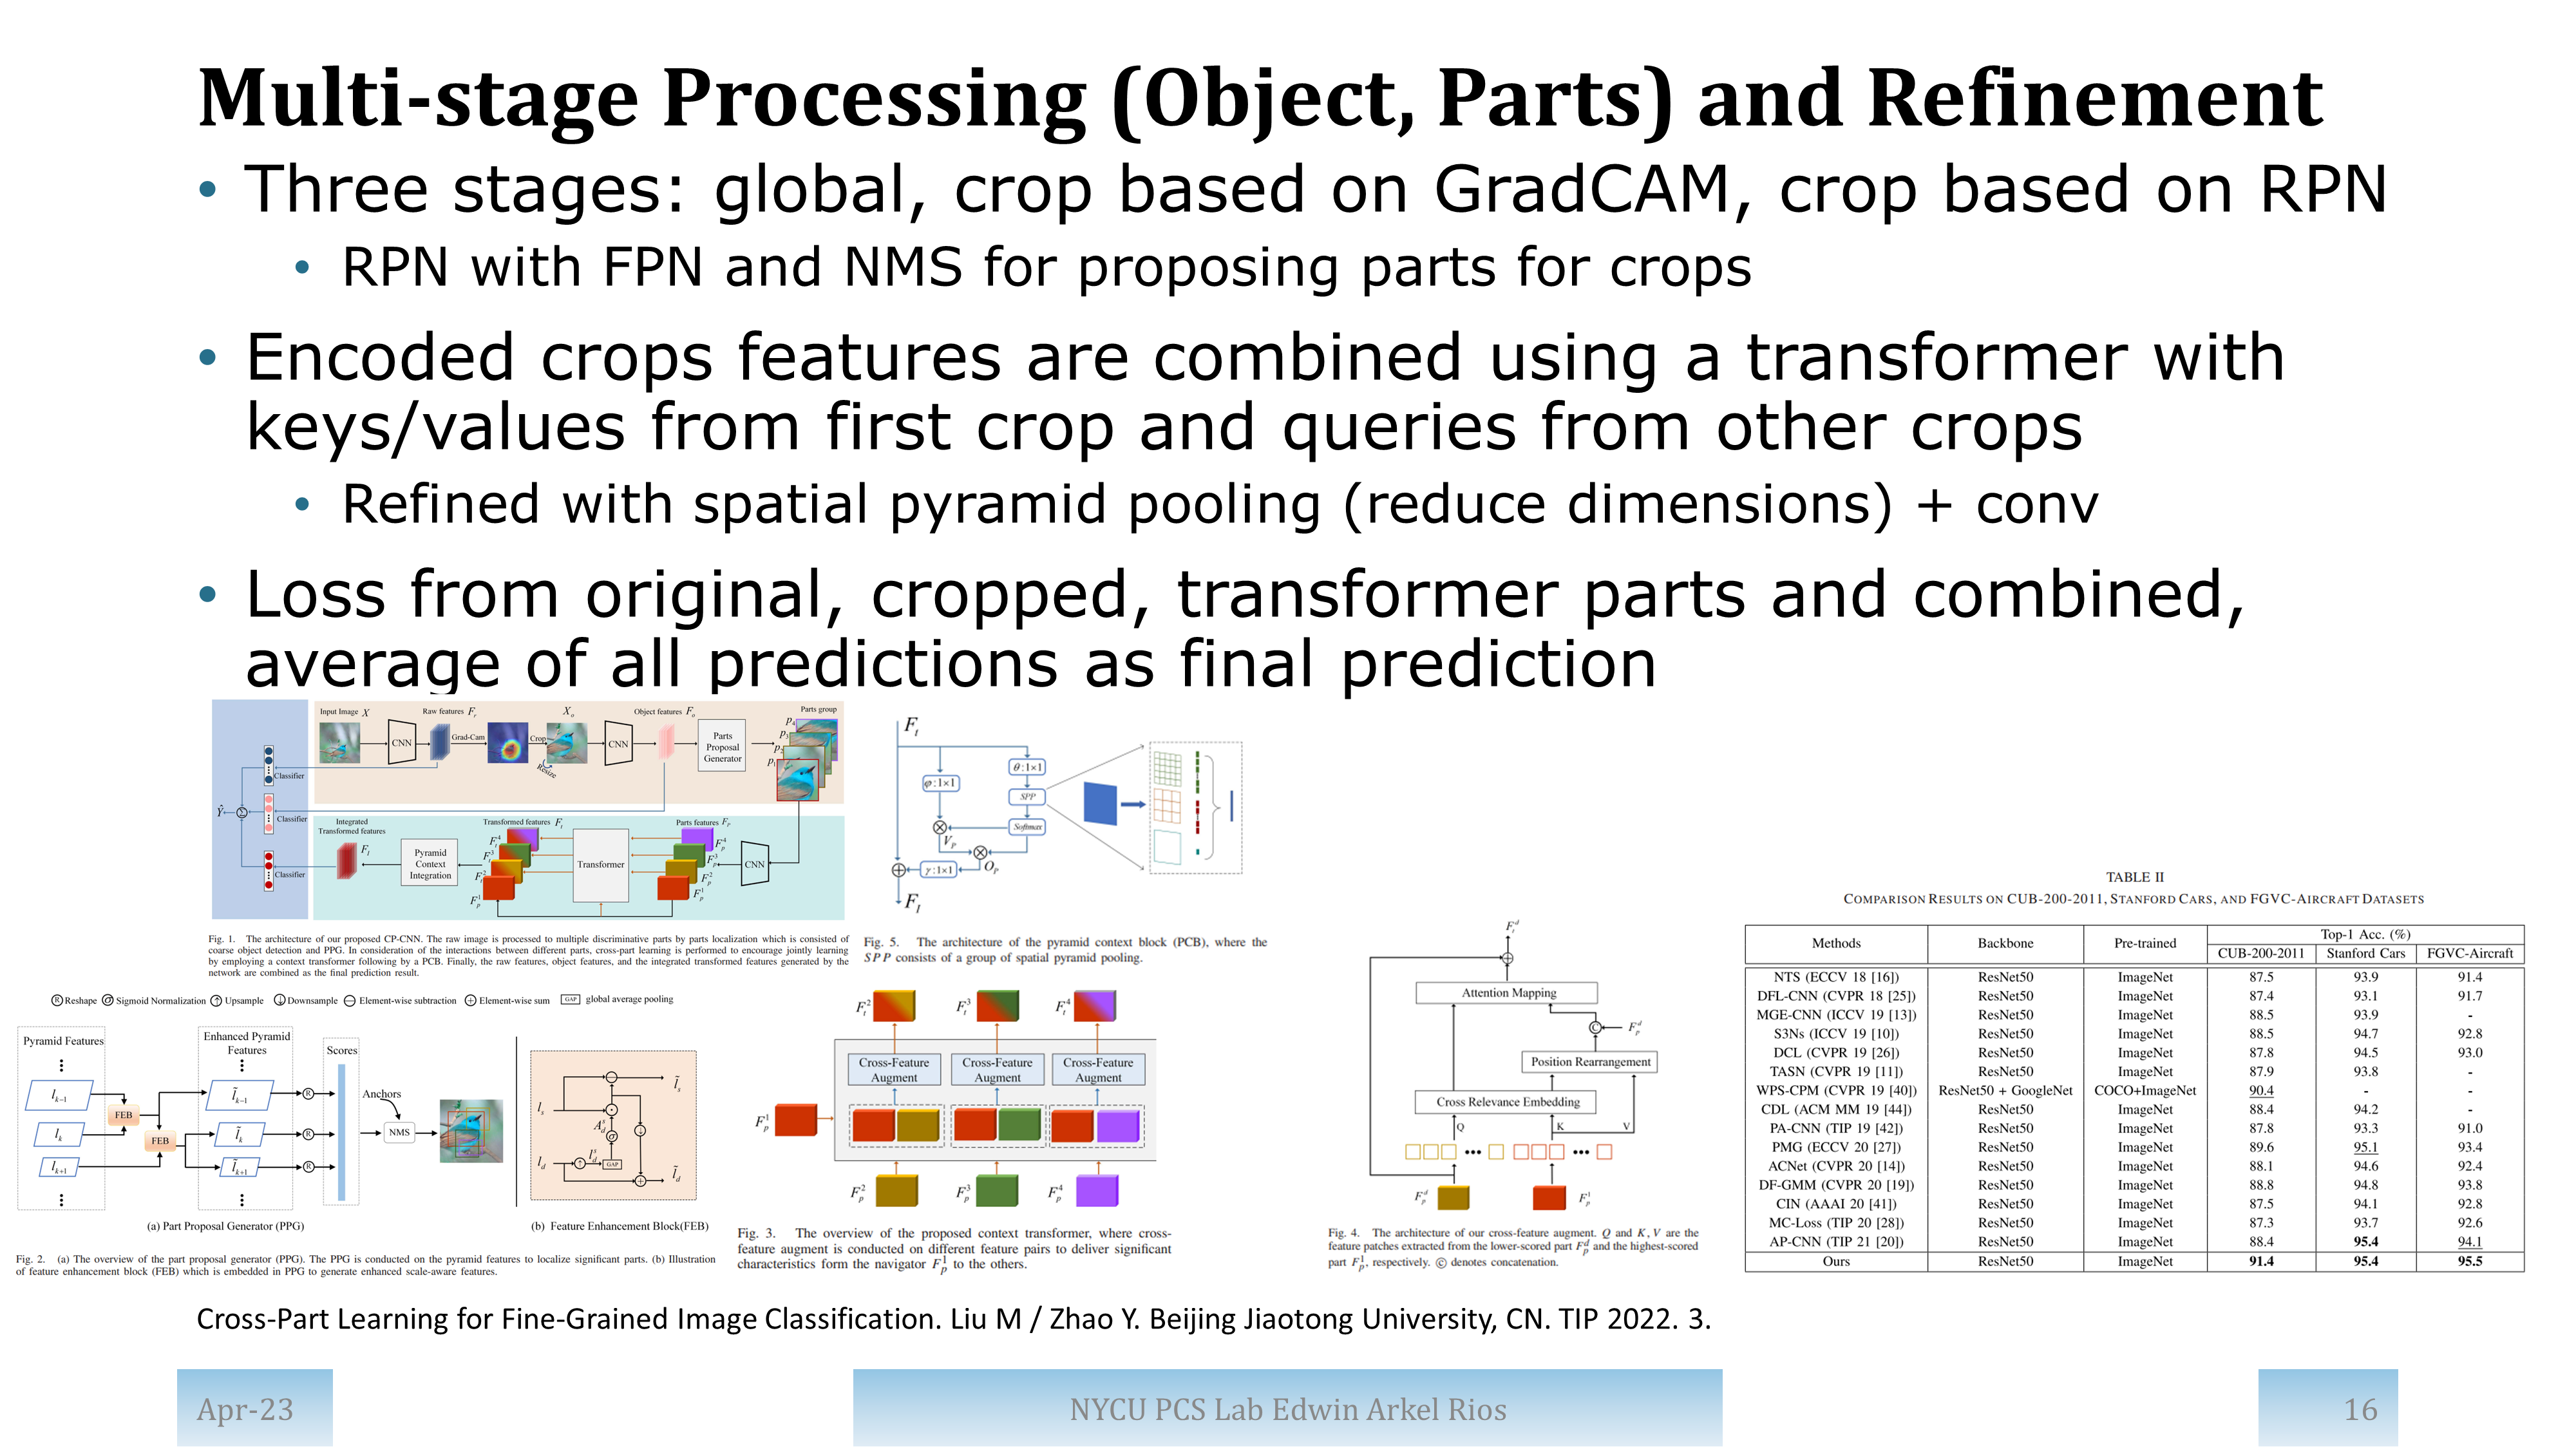 Multi-stage Processing (Object, Parts) and Refinement
• Three stages: global, crop based on GradCAM, crop based on RPN
• RPN with FPN and NMS for proposing parts for crops
• Encoded crops features are combined using a transformer with
keys/values from first crop and queries from other crops
• Refined with spatial pyramid pooling (reduce dimensions) + conv
• Loss from original, cropped, transformer parts and combined,
average of all predictions as final prediction
Input Image X Raw features F_r X_o Object features F_o Parts group
CNN Grad-Cam Crop Resize CNN Parts Proposal Generator
p_4 p_3 p_2 p_1
Classifier
Ŷ Σ
Classifier
Integrated Transformed features F_I
Transformed features F_t
Parts features F_p
Pyramid Context Integration
Transformer
CNN
F_t^4 F_t^3 F_t^2 F_p^1
F_p^4 F_p^3 F_p^2 F_p^1
Classifier
Fig. 1. The architecture of our proposed CP-CNN. The raw image is processed to multiple discriminative parts by parts localization which is consisted of
coarse object detection and PPG. In consideration of the interactions between different parts, cross-part learning is performed to encourage jointly learning
by employing a context transformer following by a PCB. Finally, the raw features, object features, and the integrated transformed features generated by the
network are combined as the final prediction result.
F_t
φ:1×1 θ:1×1
SPP
Softmax
V_P
O_P
γ:1×1
F_I
Fig. 5. The architecture of the pyramid context block (PCB), where the
SPP consists of a group of spatial pyramid pooling.
Ⓡ Reshape Sigmoid Normalization Upsample Downsample Element-wise subtraction Element-wise sum GAP global average pooling
Pyramid Features
Enhanced Pyramid
Features
Scores
l_{k-1} l_k l_{k+1}
FEB
FEB
l̃_{k-1} l̃_k l̃_{k+1}
R
R
R
Anchors
NMS
l_s l̃_s
A_d^s
l_d l_d^s GAP l̃_d
(a) Part Proposal Generator (PPG) (b) Feature Enhancement Block(FEB)
Fig. 2. (a) The overview of the part proposal generator (PPG). The PPG is conducted on the pyramid features to localize significant parts. (b) Illustration
of feature enhancement block (FEB) which is embedded in PPG to generate enhanced scale-aware features.
F_t^2 F_t^3 F_t^4
Cross-Feature Augment Cross-Feature Augment Cross-Feature Augment
F_p^1
F_p^2 F_p^3 F_p^4
Fig. 3. The overview of the proposed context transformer, where cross-
feature augment is conducted on different feature pairs to deliver significant
characteristics form the navigator F_p^1 to the others.
F_t^d
Attention Mapping
© F_p^d
Position Rearrangement
Cross Relevance Embedding
Q K V
••• •••
F_p^d F_p^1
Fig. 4. The architecture of our cross-feature augment. Q and K, V are the
feature patches extracted from the lower-scored part F_p^d and the highest-scored
part F_p^1, respectively. © denotes concatenation.
TABLE II
COMPARISON RESULTS ON CUB-200-2011, STANFORD CARS, AND FGVC-AIRCRAFT DATASETS
Methods Backbone Pre-trained Top-1 Acc. (%)
CUB-200-2011 Stanford Cars FGVC-Aircraft
NTS (ECCV 18 [16]) ResNet50 ImageNet 87.5 93.9 91.4
DFL-CNN (CVPR 18 [25]) ResNet50 ImageNet 87.4 93.1 91.7
MGE-CNN (ICCV 19 [13]) ResNet50 ImageNet 88.5 93.9 -
S3Ns (ICCV 19 [10]) ResNet50 ImageNet 88.5 94.7 92.8
DCL (CVPR 19 [26]) ResNet50 ImageNet 87.8 94.5 93.0
TASN (CVPR 19 [11]) ResNet50 ImageNet 87.9 93.8 -
WPS-CPM (CVPR 19 [40]) ResNet50 + GoogleNet COCO+ImageNet 90.4 - -
CDL (ACM MM 19 [44]) ResNet50 ImageNet 88.4 94.2 -
PA-CNN (TIP 19 [42]) ResNet50 ImageNet 87.8 93.3 91.0
PMG (ECCV 20 [27]) ResNet50 ImageNet 89.6 95.1 93.4
ACNet (CVPR 20 [14]) ResNet50 ImageNet 88.1 94.6 92.4
DF-GMM (CVPR 20 [19]) ResNet50 ImageNet 88.8 94.8 93.8
CIN (AAAI 20 [41]) ResNet50 ImageNet 87.5 94.1 92.8
MC-Loss (TIP 20 [28]) ResNet50 ImageNet 87.3 93.7 92.6
AP-CNN (TIP 21 [20]) ResNet50 ImageNet 88.4 95.4 94.1
Ours ResNet50 ImageNet 91.4 95.4 95.5
Cross-Part Learning for Fine-Grained Image Classification. Liu M / Zhao Y. Beijing Jiaotong University, CN. TIP 2022. 3.
Apr-23
NYCU PCS Lab Edwin Arkel Rios
16